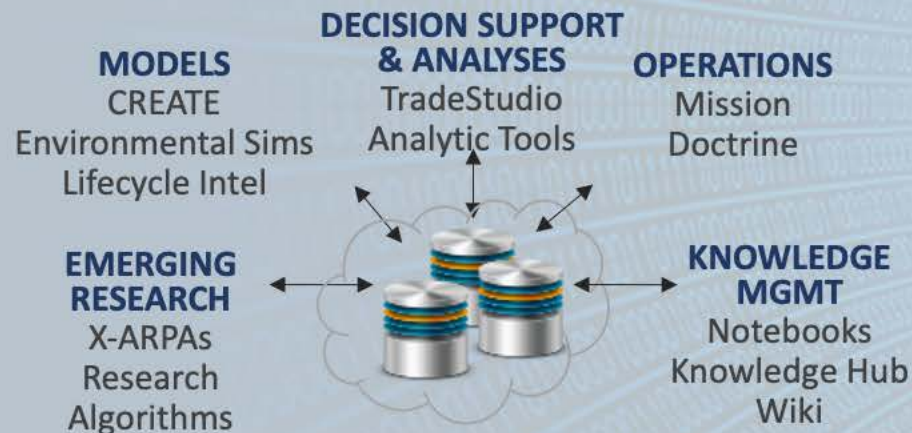 DECISION SUPPORT
& ANALYSES
TradeStudio
Analytic Tools
MODELS
CREATE
Environmental Sims
Lifecycle Intel
OPERATIONS
Mission
Doctrine
EMERGING
RESEARCH
X-ARPAs
Research
Algorithms
KNOWLEDGE
MGMT
Notebooks
Knowledge Hub
Wiki